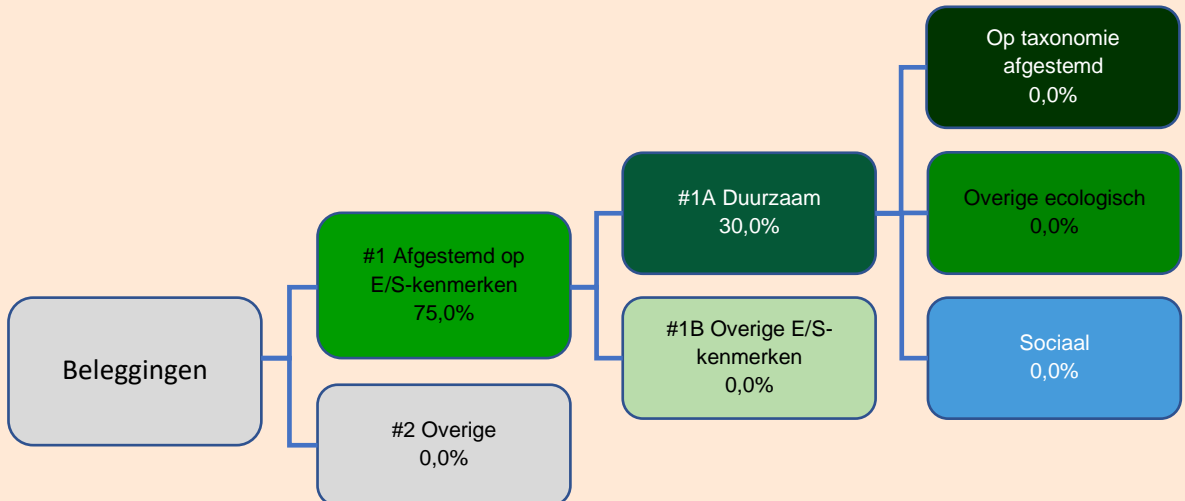 Beleggingen
#1 Afgestemd op
E/S-kenmerken
75,0%
#2 Overige
0,0%
#1A Duurzaam
30,0%
#1B Overige E/S-
kenmerken
0,0%
Op taxonomie
afgestemd
0,0%
Overige ecologisch
0,0%
Sociaal
0,0%